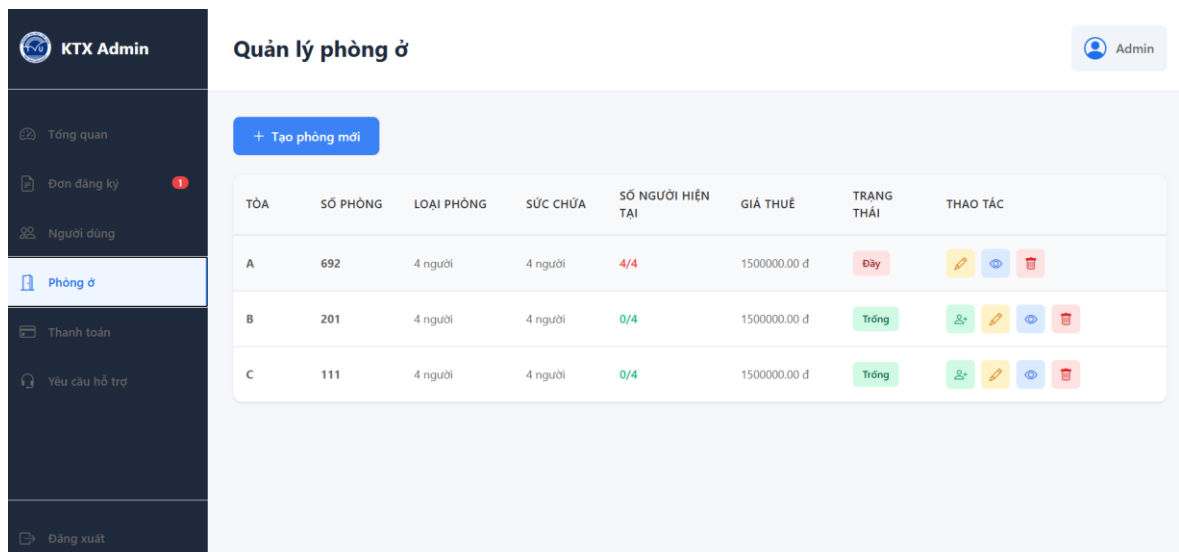 KTX Admin
Quản lý phòng ở
Admin
Tổng quan
Đơn đăng ký 1
Người dùng
Phòng ở
Thanh toán
Yêu cầu hỗ trợ
Đăng xuất
+ Tạo phòng mới
TÒA SỐ PHÒNG LOẠI PHÒNG SỨC CHỨA SỐ NGƯỜI HIỆN TẠI GIÁ THUÊ TRẠNG THÁI THAO TÁC
A 692 4 người 4 người 4/4 1500000.00 đ Đầy
B 201 4 người 4 người 0/4 1500000.00 đ Trống
C 111 4 người 4 người 0/4 1500000.00 đ Trống